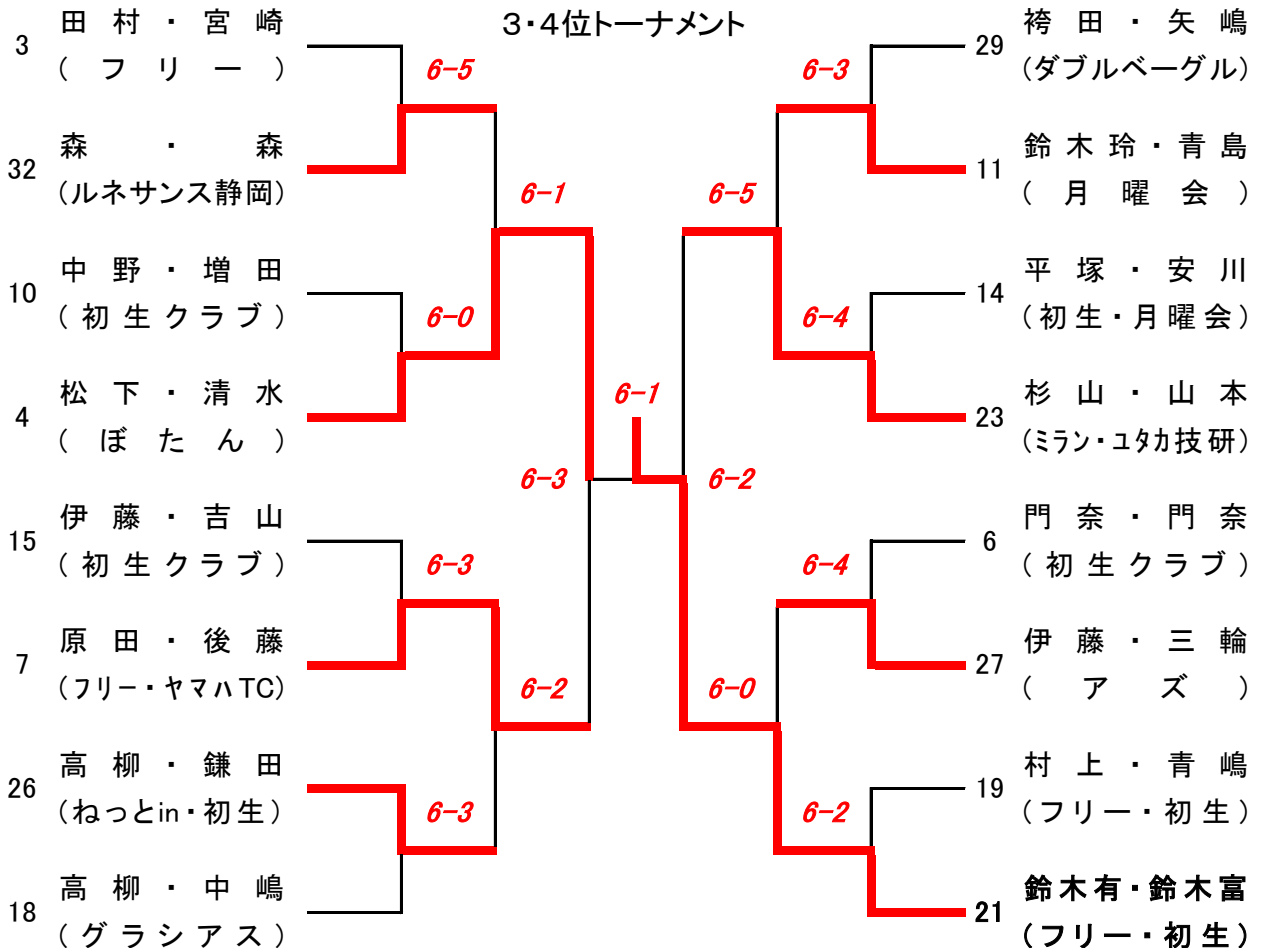 3・4位トーナメント
3
田村・宮崎
(フリー)
6-5
32
森・森
(ルネサンス静岡)
6-1
10
中野・増田
(初生クラブ)
6-0
4
松下・清水
(ぼたん)
6-3
15
伊藤・吉山
(初生クラブ)
6-3
7
原田・後藤
(フリー・ヤマハTC)
6-2
26
高柳・鎌田
(ねっとin・初生)
6-3
18
高柳・中嶋
(グラシアス)
6-1
29
袴田・矢嶋
(ダブルベーグル)
6-3
11
鈴木玲・青島
(月曜会)
6-5
14
平塚・安川
(初生・月曜会)
6-4
23
杉山・山本
(ミラン・ユタカ技研)
6-2
6
門奈・門奈
(初生クラブ)
6-4
27
伊藤・三輪
(アズ)
6-0
19
村上・青嶋
(フリー・初生)
6-2
21
鈴木有・鈴木富
(フリー・初生)